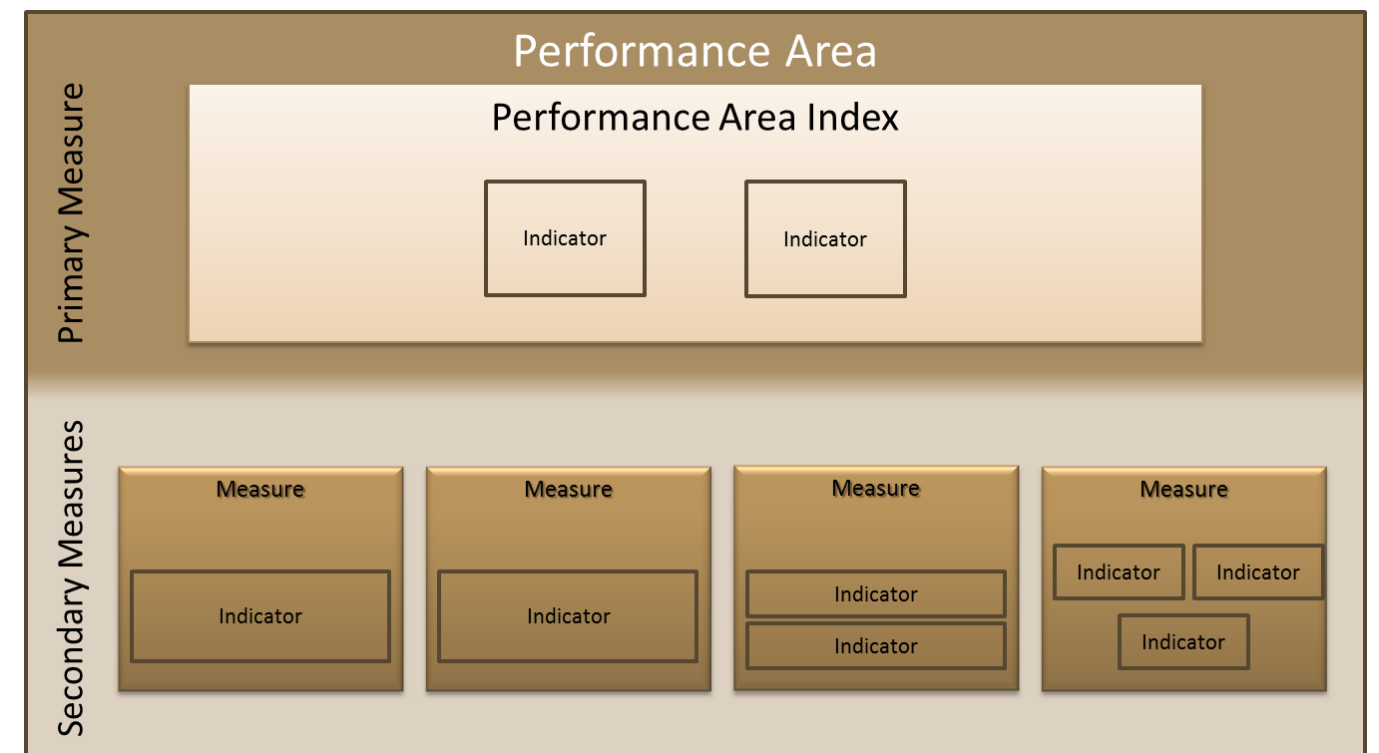 Performance Area
Primary Measure
Performance Area Index
Indicator
Indicator
Secondary Measures
Measure
Indicator
Measure
Indicator
Measure
Indicator
Indicator
Measure
Indicator
Indicator
Indicator